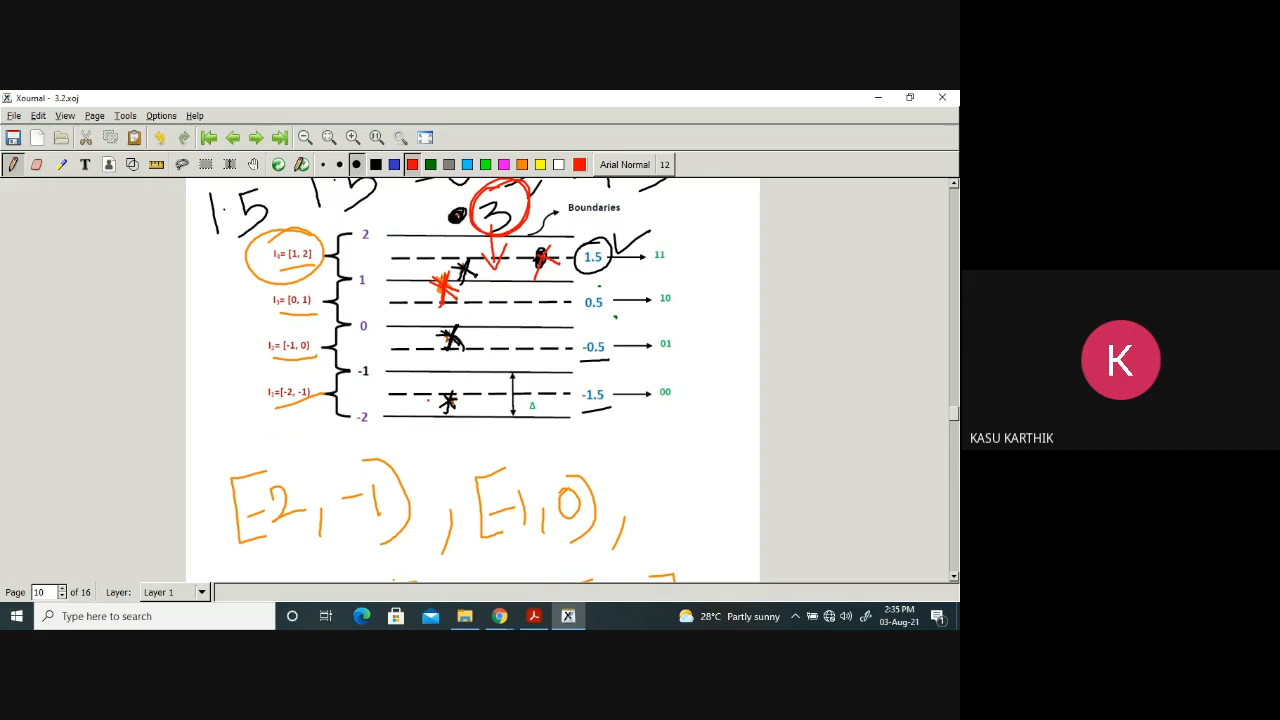 Xournal - 3.2.xoj
File Edit View Page Tools Options Help
Arial Normal 12
1.5 1.5
3
Boundaries
2
I₄= [1, 2] 1.5 11
1
I₃= [0, 1) 0.5 10
0
I₂= [-1, 0) -0.5 01
-1
I₁=[-2, -1) -1.5 00
Δ
-2
[-2, -1) , [-1, 0) ,
Page 10 of 16 Layer: Layer 1
Type here to search
28°C Partly sunny
2:35 PM
03-Aug-21
1
K
KASU KARTHIK